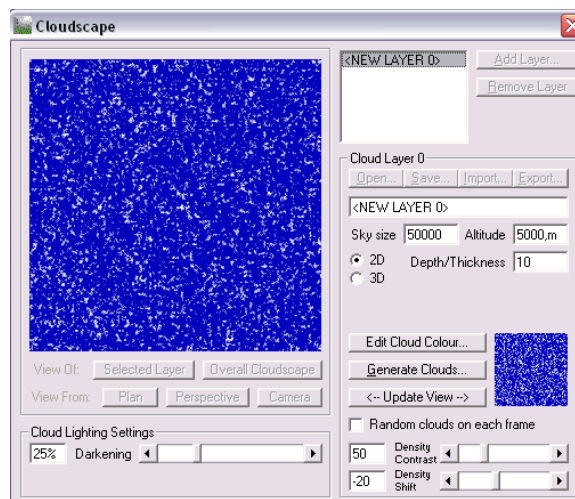 Cloudscape
<NEW LAYER 0>
Add Layer...
Remove Layer
Cloud Layer 0
Open... Save... Import... Export...
<NEW LAYER 0>
Sky size 50000 Altitude 5000,m
2D Depth/Thickness 10
3D
Edit Cloud Colour...
Generate Clouds...
<-- Update View -->
Random clouds on each frame
50 Density Contrast
-20 Density Shift
View Of: Selected Layer Overall Cloudscape
View From: Plan Perspective Camera
Cloud Lighting Settings
25% Darkening